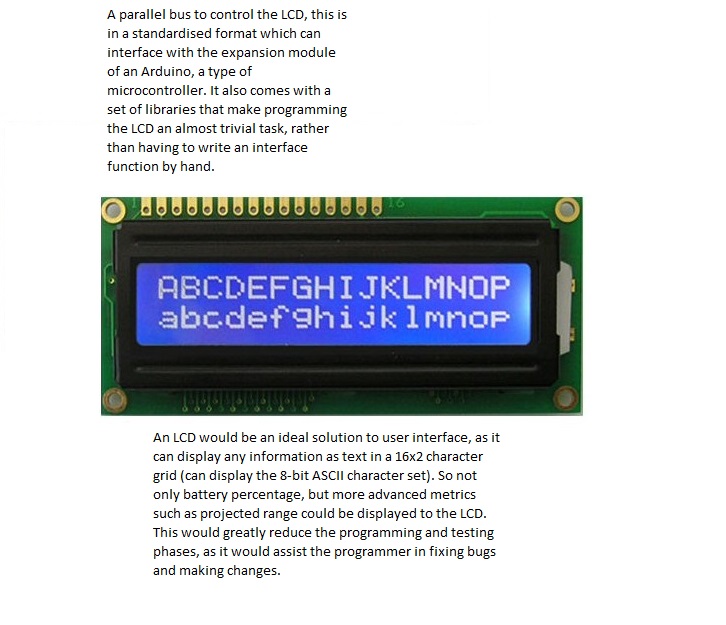 A parallel bus to control the LCD, this is
in a standardised format which can
interface with the expansion module
of an Arduino, a type of
microcontroller. It also comes with a
set of libraries that make programming
the LCD an almost trivial task, rather
than having to write an interface
function by hand.
1 16
ABCDEFGHIJKLMNOP
abcdefghijklmnop
An LCD would be an ideal solution to user interface, as it
can display any information as text in a 16x2 character
grid (can display the 8-bit ASCII character set). So not
only battery percentage, but more advanced metrics
such as projected range could be displayed to the LCD.
This would greatly reduce the programming and testing
phases, as it would assist the programmer in fixing bugs
and making changes.